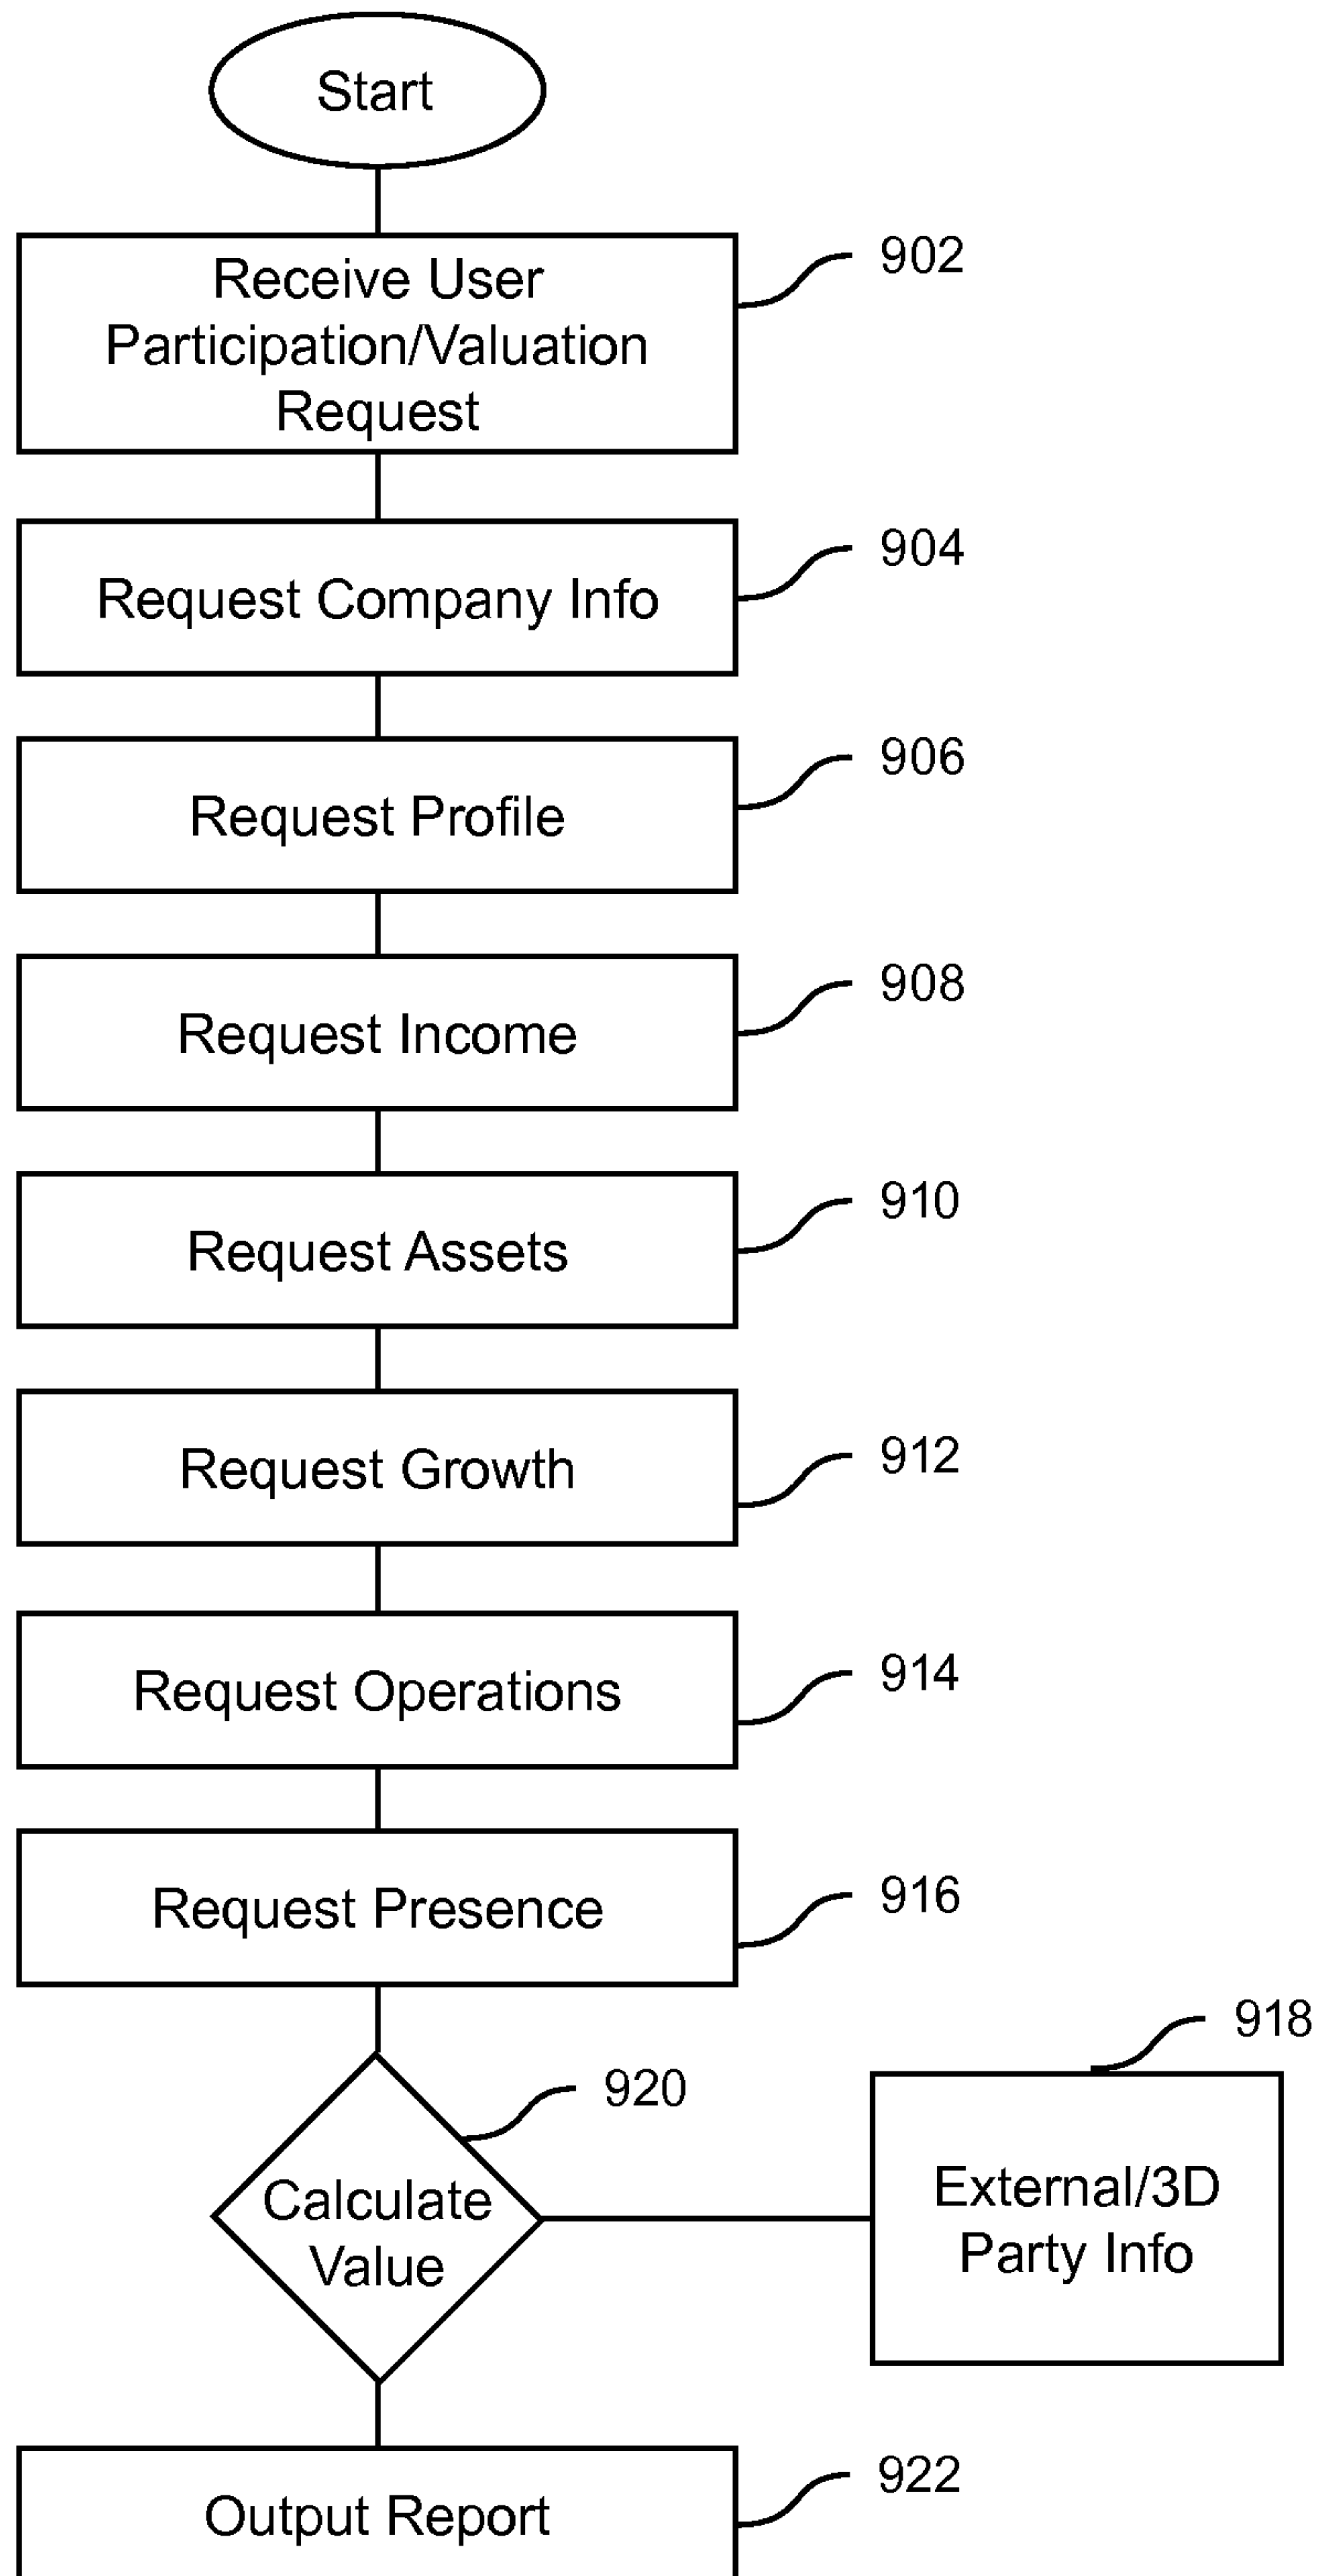 Start
Receive User
Participation/Valuation
Request
902
Request Company Info
904
Request Profile
906
Request Income
908
Request Assets
910
Request Growth
912
Request Operations
914
Request Presence
916
918
920
Calculate
Value
External/3D
Party Info
Output Report
922